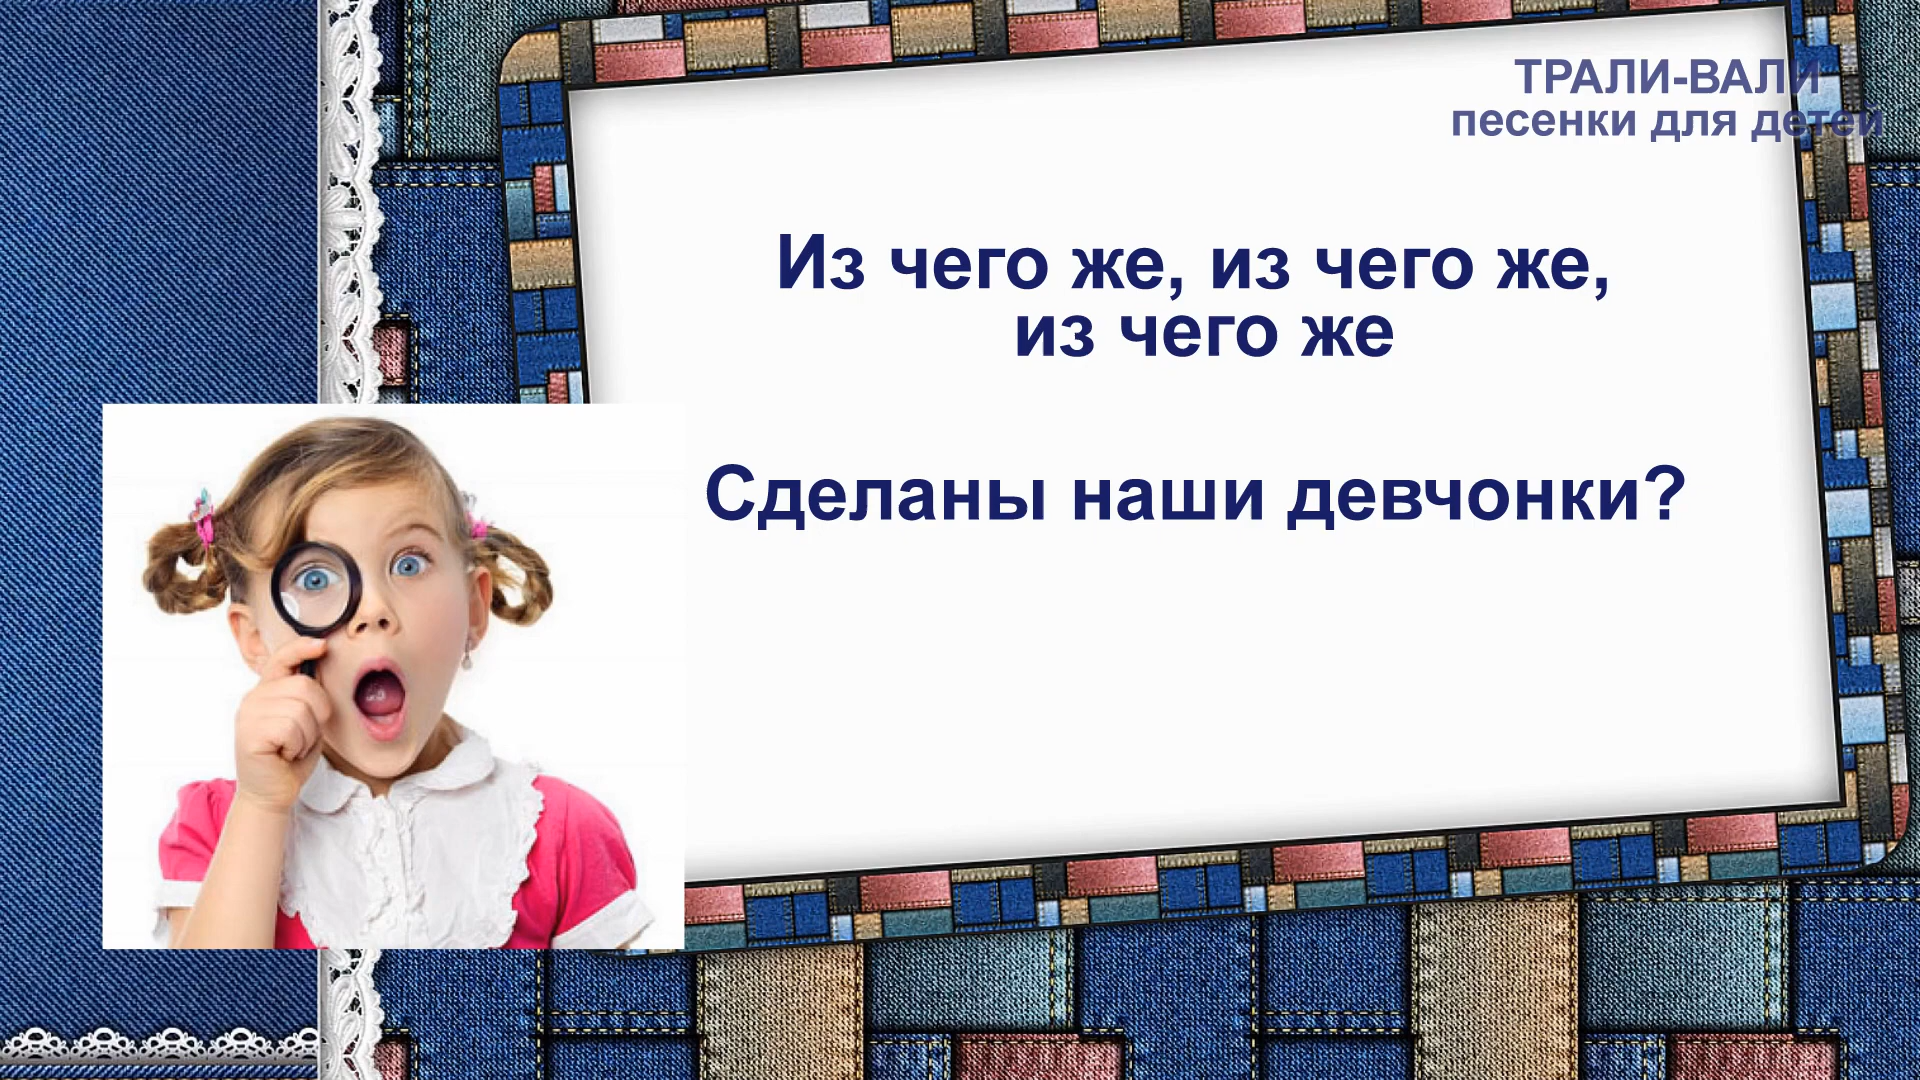 ТРАЛИ-ВАЛИ
песенки для детей
Из чего же, из чего же,
из чего же
Сделаны наши девчонки?